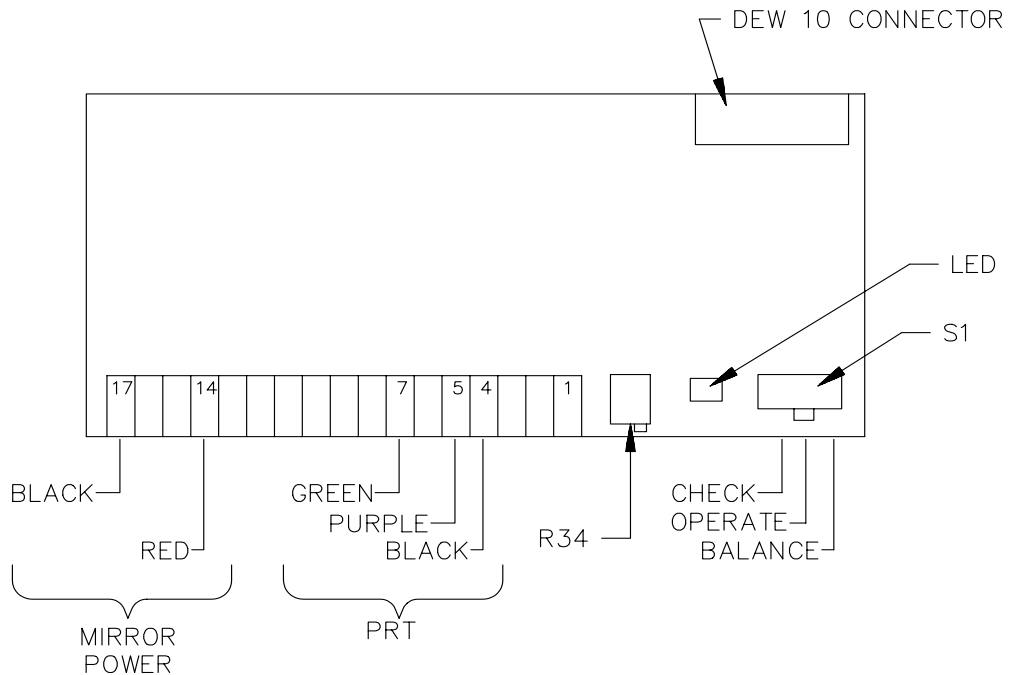 DEW 10 CONNECTOR
LED
S1
17 14 7 5 4 1
BLACK
RED
GREEN
PURPLE
BLACK
R34
CHECK
OPERATE
BALANCE
MIRROR
POWER
PRT